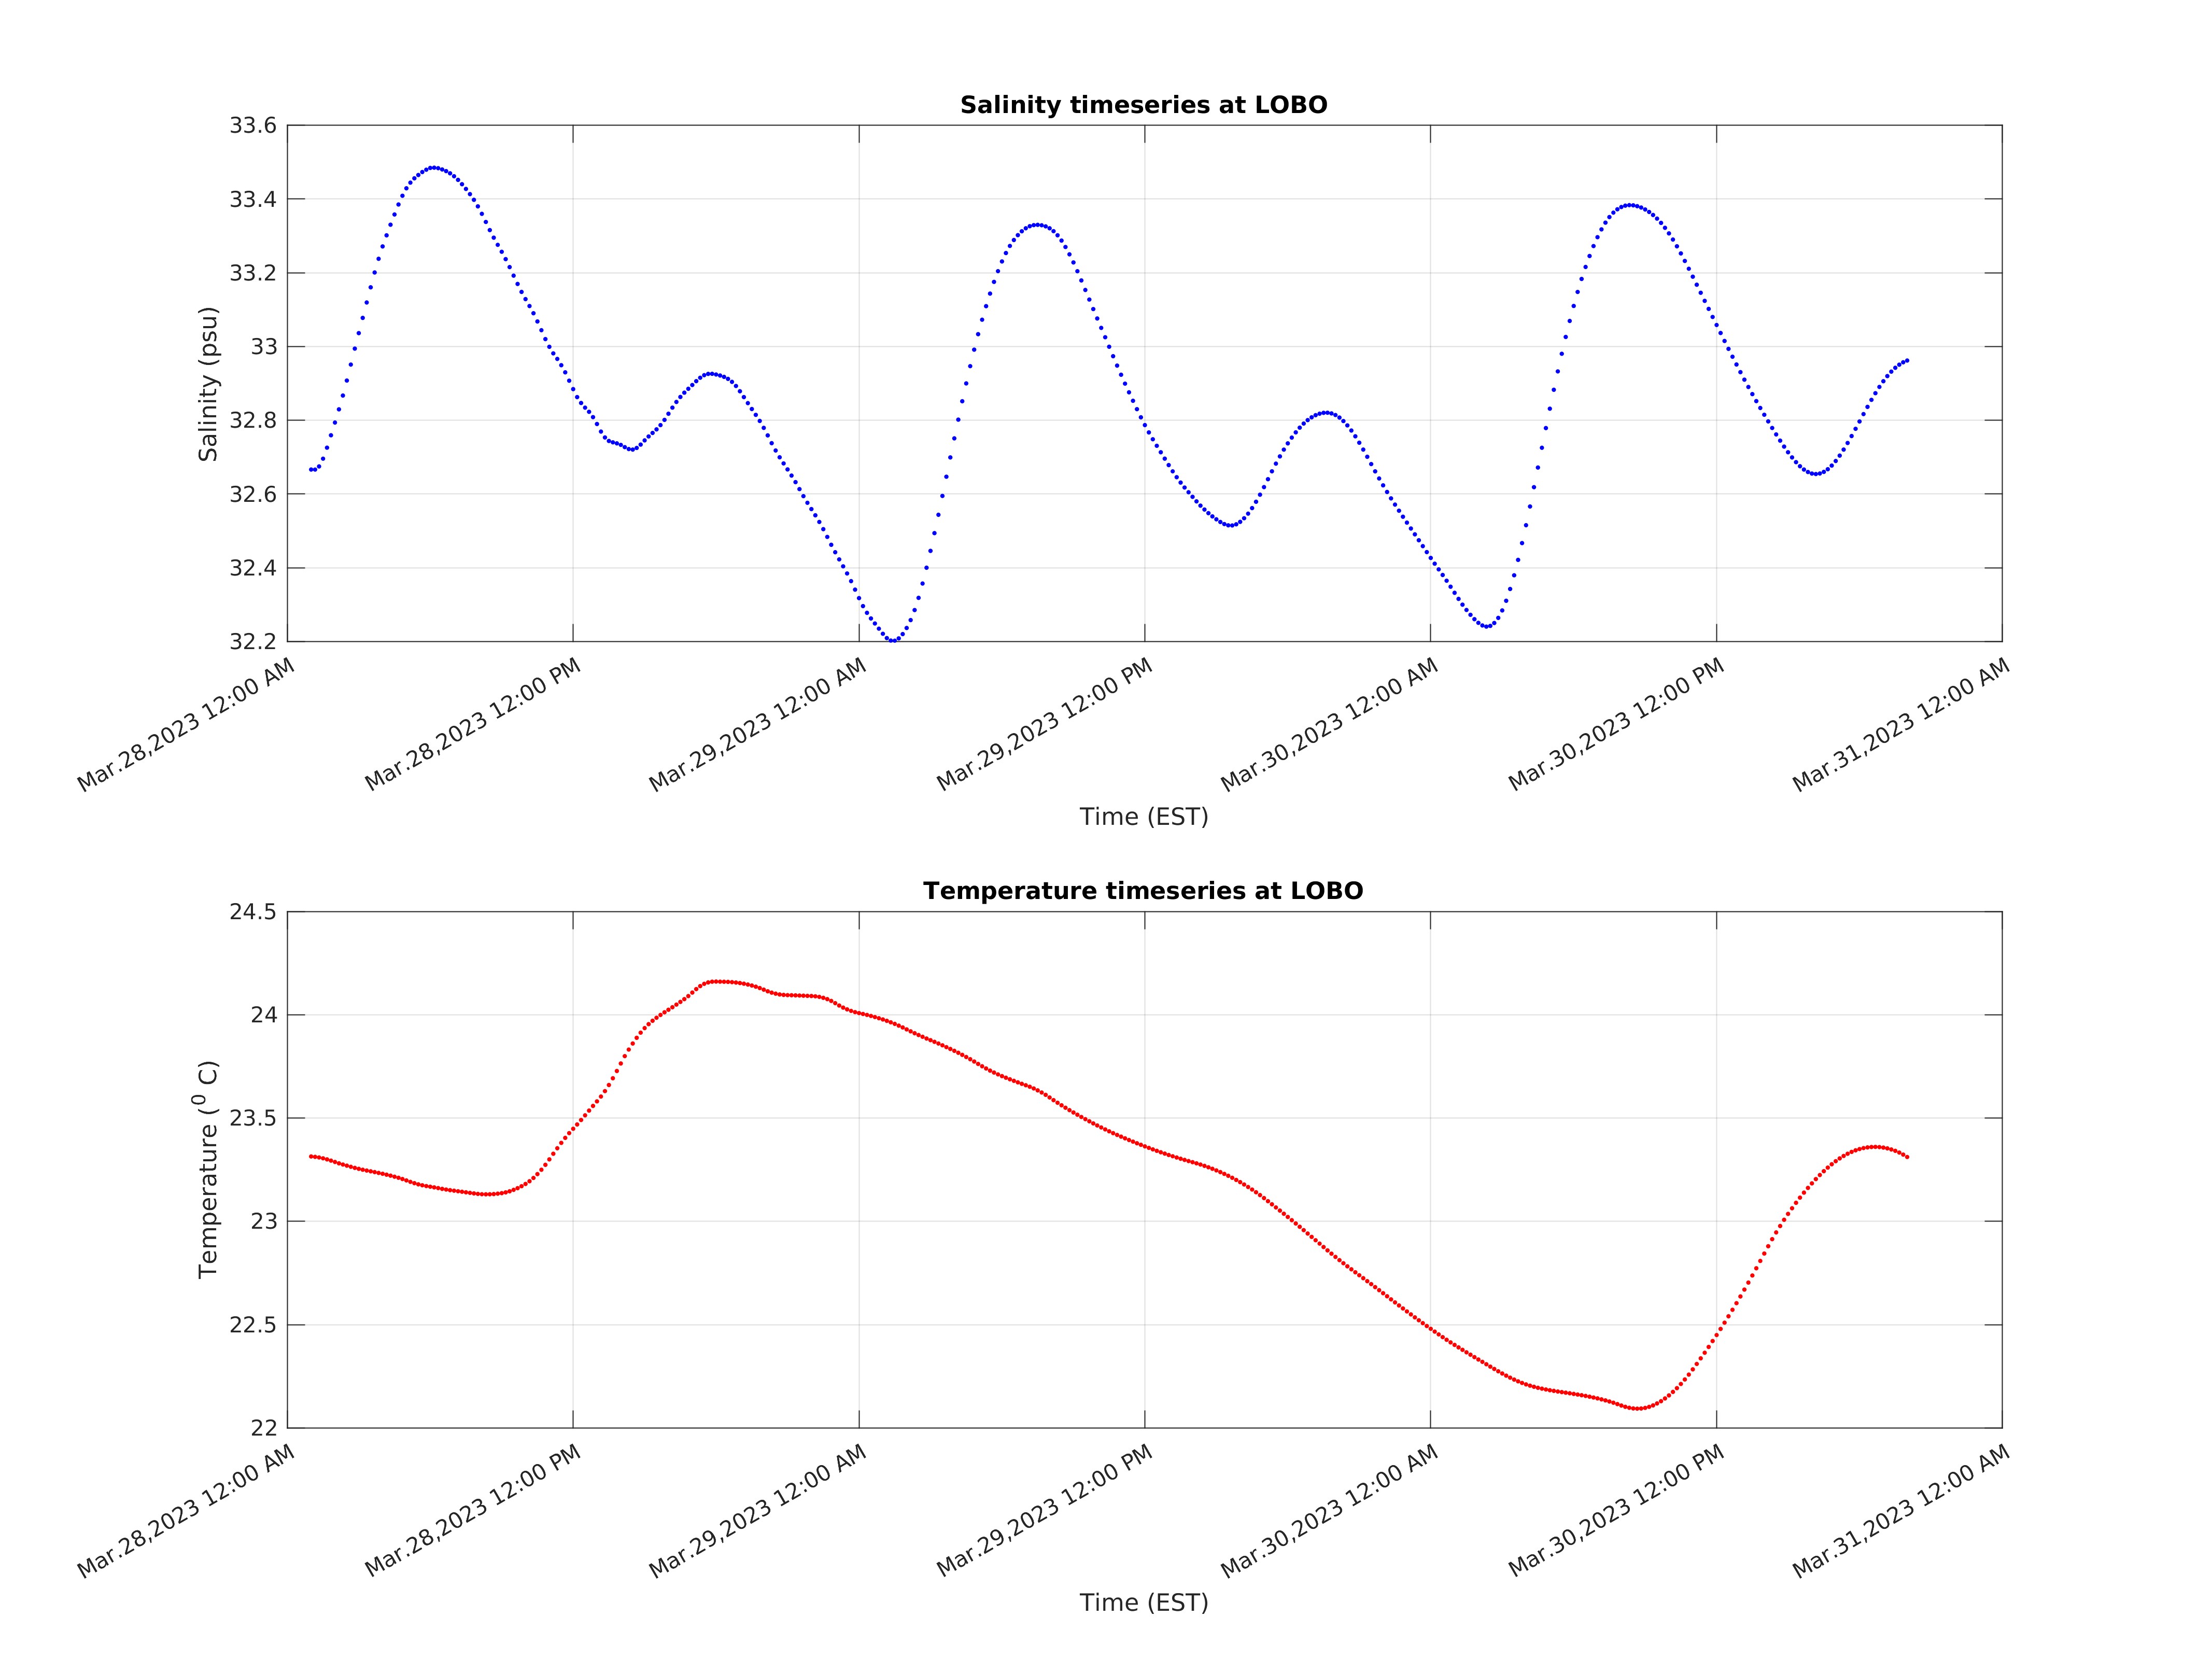 Salinity timeseries at LOBO
Salinity (psu)
33.6
33.4
33.2
33
32.8
32.6
32.4
32.2
Mar.28,2023 12:00 AM
Mar.28,2023 12:00 PM
Mar.29,2023 12:00 AM
Mar.29,2023 12:00 PM
Mar.30,2023 12:00 AM
Mar.30,2023 12:00 PM
Mar.31,2023 12:00 AM
Time (EST)
Temperature timeseries at LOBO
Temperature (⁰ C)
24.5
24
23.5
23
22.5
22
Mar.28,2023 12:00 AM
Mar.28,2023 12:00 PM
Mar.29,2023 12:00 AM
Mar.29,2023 12:00 PM
Mar.30,2023 12:00 AM
Mar.30,2023 12:00 PM
Mar.31,2023 12:00 AM
Time (EST)